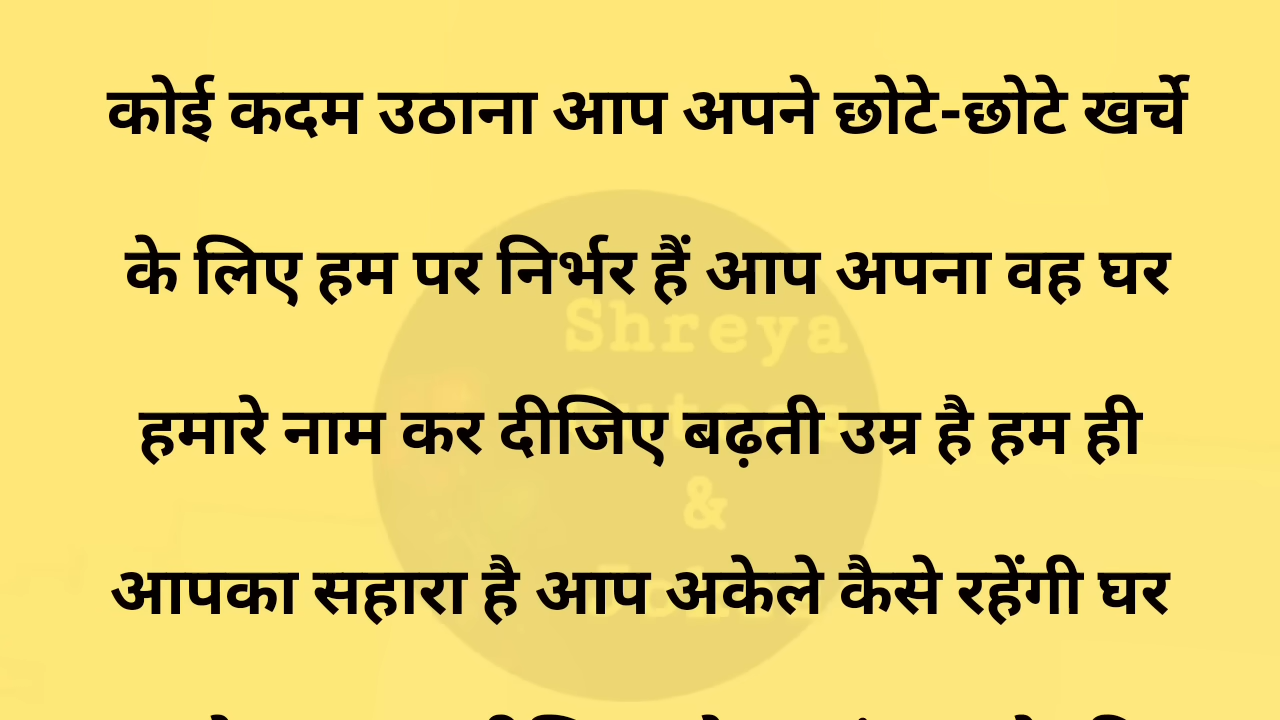 कोई कदम उठाना आप अपने छोटे-छोटे खर्चे
के लिए हम पर निर्भर हैं आप अपना वह घर
Shreya
हमारे नाम कर दीजिए बढ़ती उम्र है हम ही
&
आपका सहारा है आप अकेले कैसे रहेंगी घर